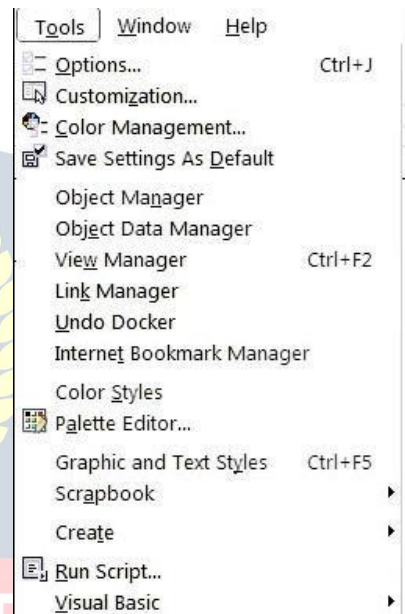 Tools Window Help
Options... Ctrl+J
Customization...
Color Management...
Save Settings As Default
Object Manager
Object Data Manager
View Manager Ctrl+F2
Link Manager
Undo Docker
Internet Bookmark Manager
Color Styles
Palette Editor...
Graphic and Text Styles Ctrl+F5
Scrapbook
Create
Run Script...
Visual Basic